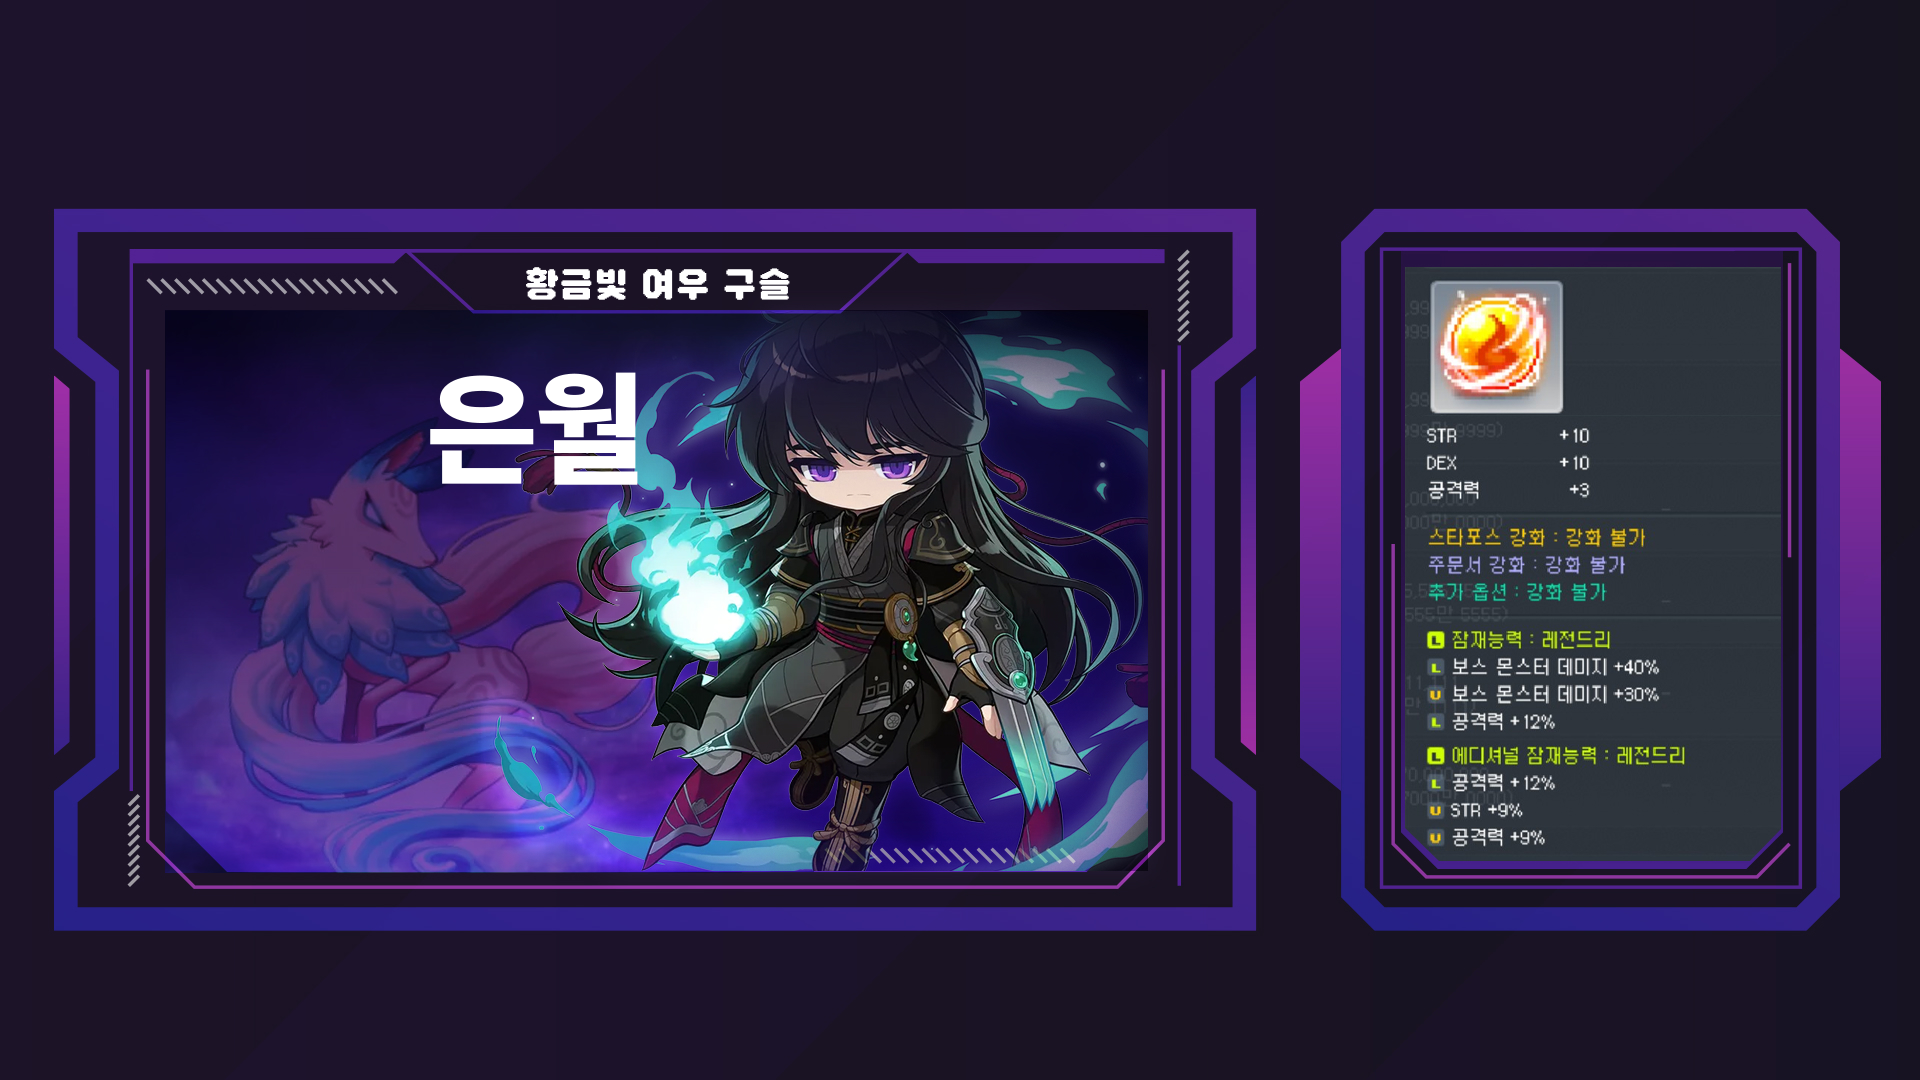 황금빛 여우 구슬
은월
STR +10
DEX +10
공격력 +3
스타포스 강화 : 강화 불가
주문서 강화 : 강화 불가
추가 옵션 : 강화 불가
L 잠재능력 : 레전드리
L 보스 몬스터 데미지 +40%
U 보스 몬스터 데미지 +30%
L 공격력 +12%
L 에디셔널 잠재능력 : 레전드리
L 공격력 +12%
U STR +9%
U 공격력 +9%